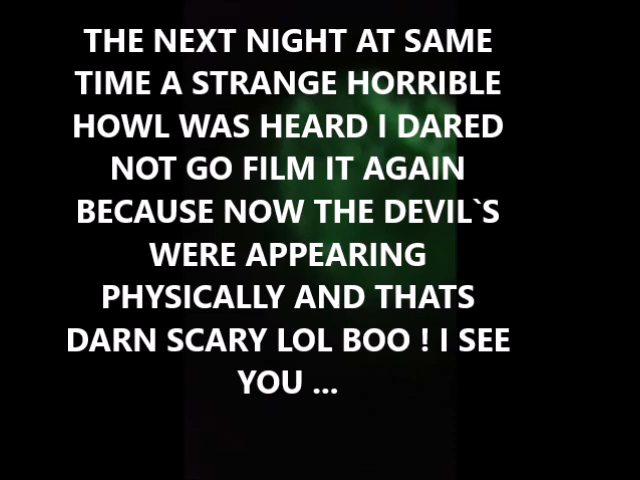 THE NEXT NIGHT AT SAME
TIME A STRANGE HORRIBLE
HOWL WAS HEARD I DARED
NOT GO FILM IT AGAIN
BECAUSE NOW THE DEVIL`S
WERE APPEARING
PHYSICALLY AND THATS
DARN SCARY LOL BOO ! I SEE
YOU ...